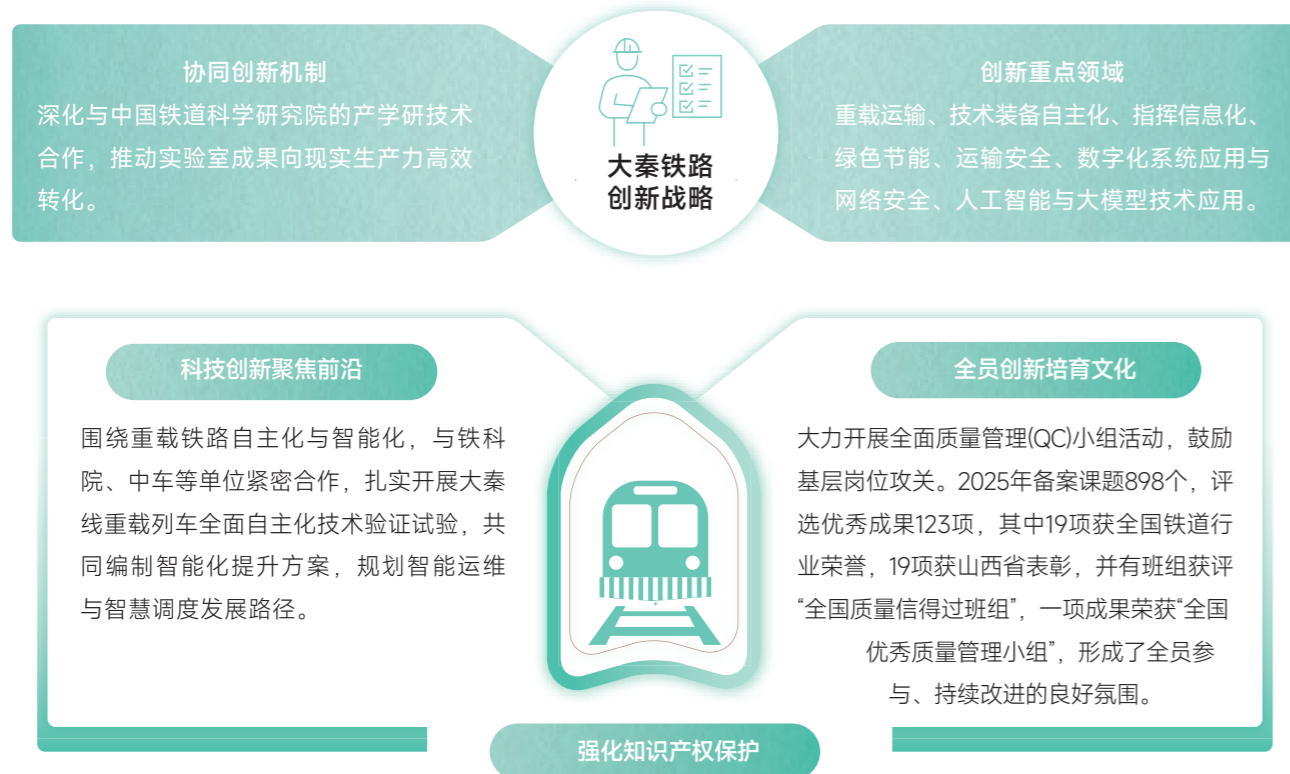 协同创新机制
深化与中国铁道科学研究院的产学研技术
合作，推动实验室成果向现实生产力高效
转化。
大秦铁路
创新战略
创新重点领域
重载运输、技术装备自主化、指挥信息化、
绿色节能、运输安全、数字化系统应用与
网络安全、人工智能与大模型技术应用。
科技创新聚焦前沿
围绕重载铁路自主化与智能化，与铁科
院、中车等单位紧密合作，扎实开展大秦
线重载列车全面自主化技术验证试验，共
同编制智能化提升方案，规划智能运维
与智慧调度发展路径。
全员创新培育文化
大力开展全面质量管理(QC)小组活动，鼓励
基层岗位攻关。2025年备案课题898个，评
选优秀成果123项，其中19项获全国铁道行
业荣誉，19项获山西省表彰，并有班组获评
“全国质量信得过班组”，一项成果荣获“全国
优秀质量管理小组”，形成了全员参
与、持续改进的良好氛围。
强化知识产权保护